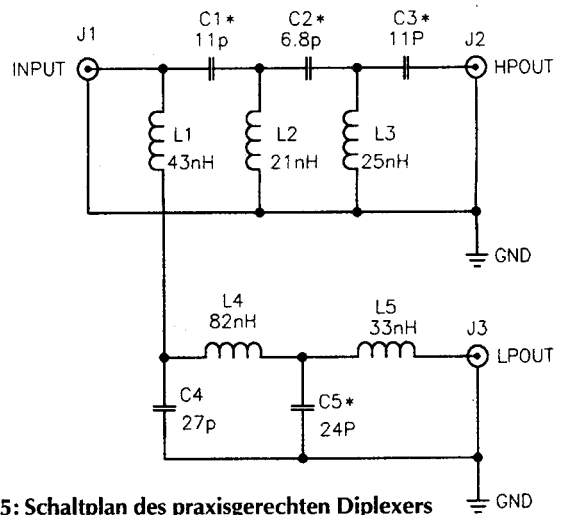 C1* C2* C3*
J1 11p 6.8p 11P J2
INPUT HPOUT
L1 L2 L3
43nH 21nH 25nH
GND
L4 L5
82nH 33nH J3
LPOUT
C4 C5*
27p 24P
5: Schaltplan des praxisgerechten Diplexers GND